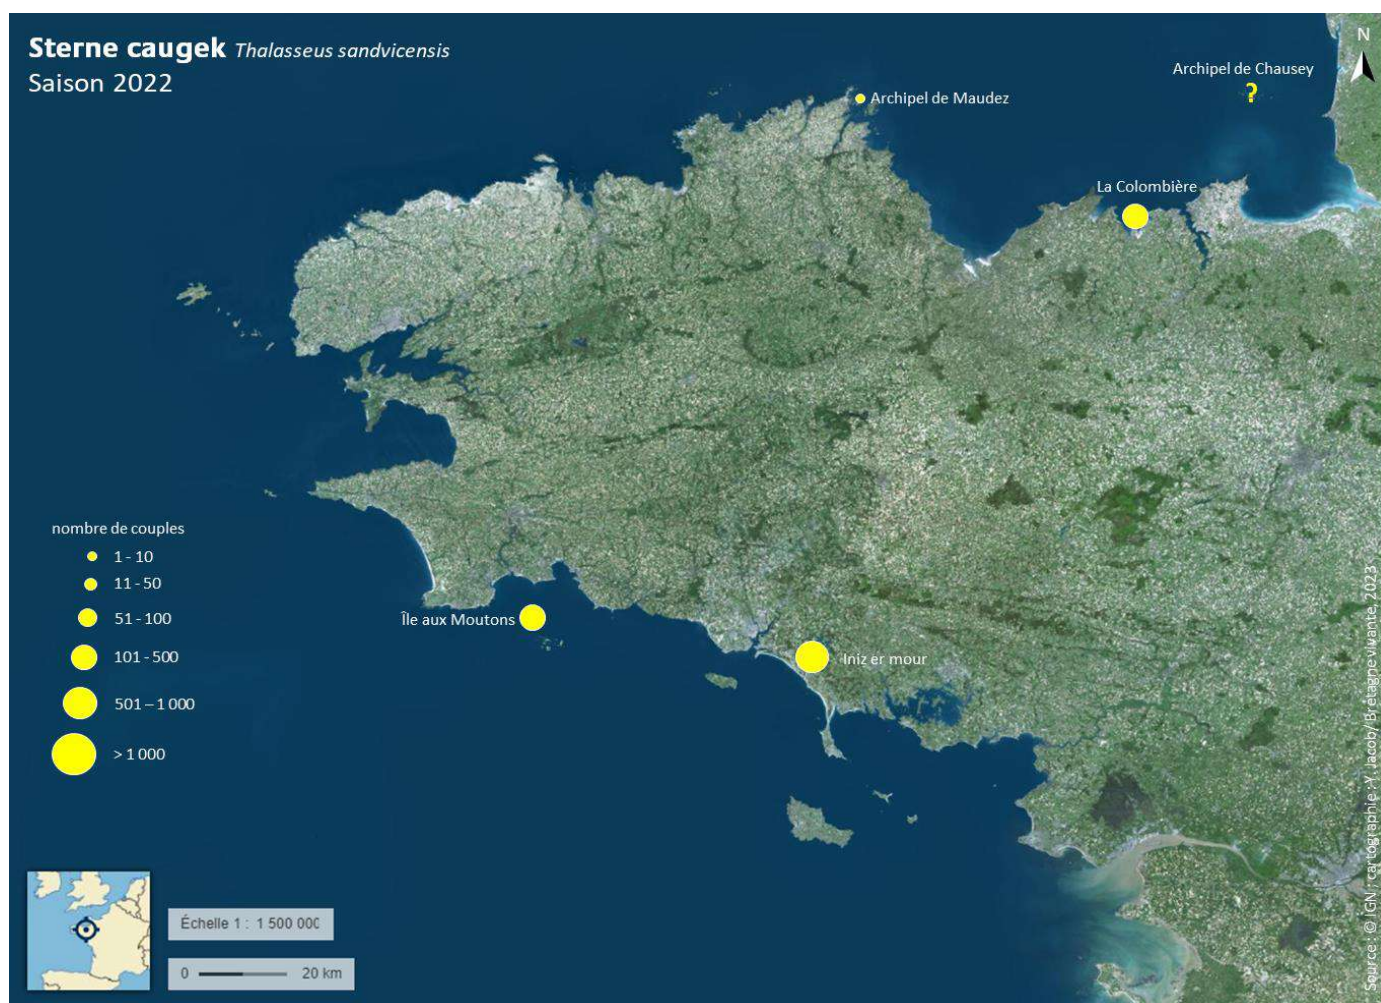 Sterne caugek Thalasseus sandvicensis
Saison 2022
N
Archipel de Chausey
?
Archipel de Maudez
La Colombière
nombre de couples
1 - 10
11 - 50
51 - 100
101 - 500
501 – 1 000
> 1 000
Île aux Moutons
Iniz er mour
Échelle 1 : 1 500 000
0 20 km
Source : © IGN ; cartographie : Y. Jacob/ Bretagne vivante, 2023